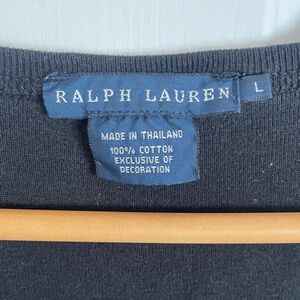 RALPH LAUREN
L
MADE IN THAILAND
100% COTTON
EXCLUSIVE OF
DECORATION